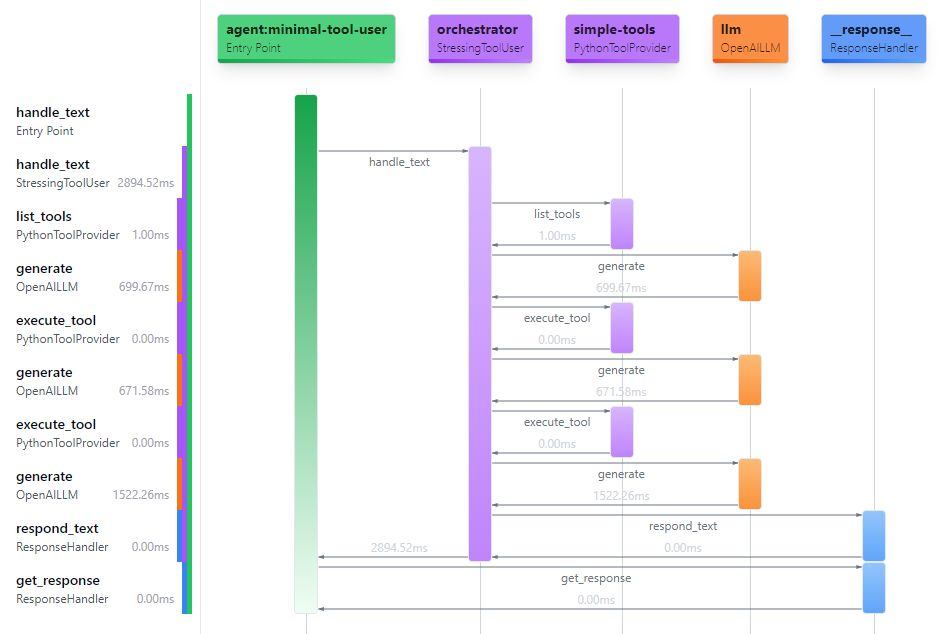 agent:minimal-tool-user
Entry Point
orchestrator
StressingToolUser
simple-tools
PythonToolProvider
llm
OpenAILLM
__response__
ResponseHandler
handle_text
Entry Point
handle_text
StressingToolUser 2894.52ms
list_tools
PythonToolProvider 1.00ms
generate
OpenAILLM 699.67ms
execute_tool
PythonToolProvider 0.00ms
generate
OpenAILLM 671.58ms
execute_tool
PythonToolProvider 0.00ms
generate
OpenAILLM 1522.26ms
respond_text
ResponseHandler 0.00ms
get_response
ResponseHandler 0.00ms
handle_text
list_tools
1.00ms
generate
699.67ms
execute_tool
0.00ms
generate
671.58ms
execute_tool
0.00ms
generate
1522.26ms
respond_text
2894.52ms
0.00ms
get_response
0.00ms